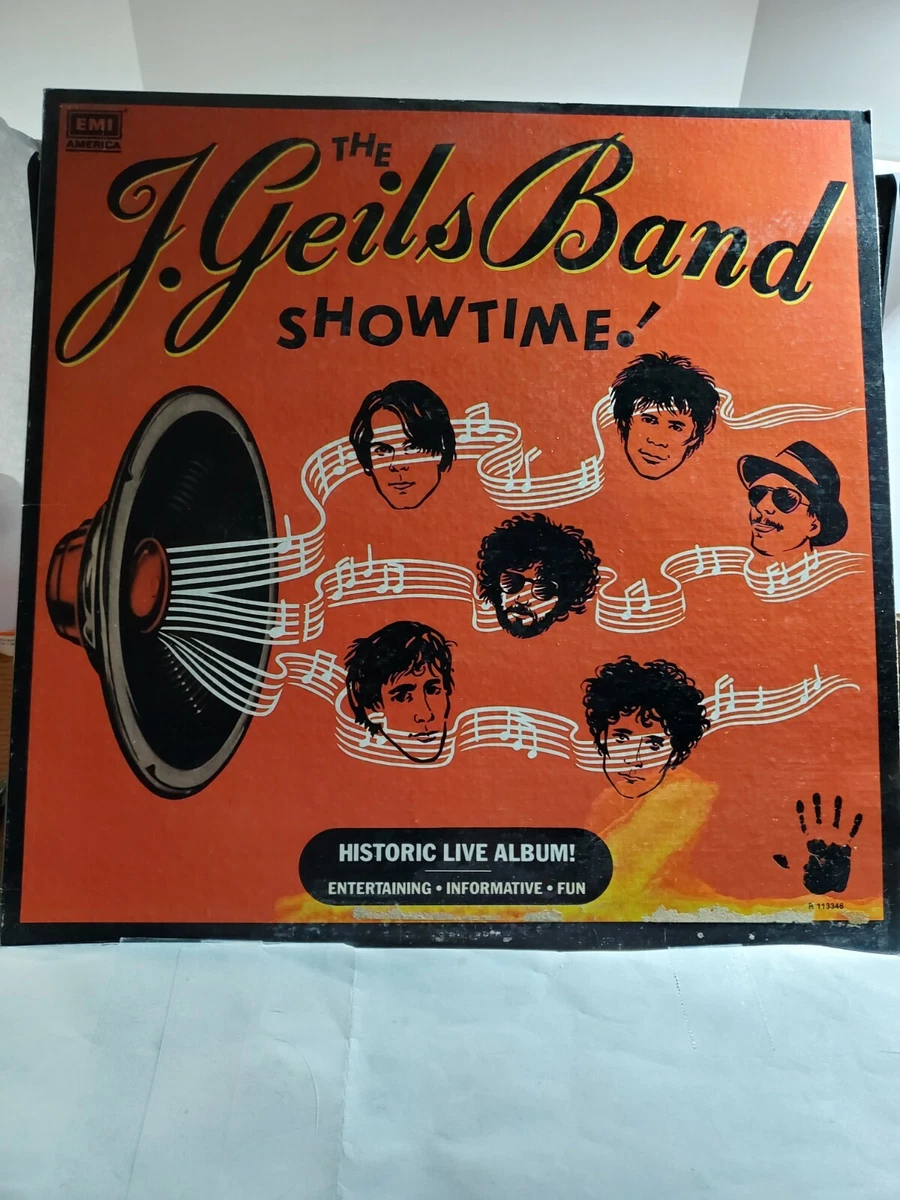 EMI
AMERICA
THE
J. Geils Band
SHOWTIME!
HISTORIC LIVE ALBUM!
ENTERTAINING • INFORMATIVE • FUN
R 113346